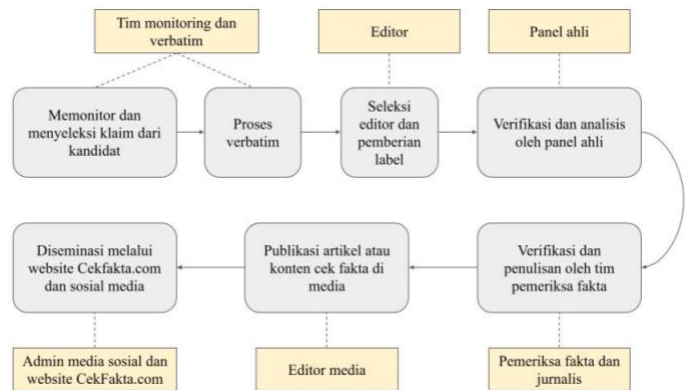 Tim monitoring dan
verbatim
Editor
Panel ahli
Memonitor dan
menyeleksi klaim dari
kandidat
Proses
verbatim
Seleksi
editor dan
pemberian
label
Verifikasi dan analisis
oleh panel ahli
Diseminasi melalui
website Cekfakta.com
dan sosial media
Publikasi artikel atau
konten cek fakta di
media
Verifikasi dan
penulisan oleh tim
pemeriksa fakta
Admin media sosial dan
website CekFakta.com
Editor media
Pemeriksa fakta dan
jurnalis